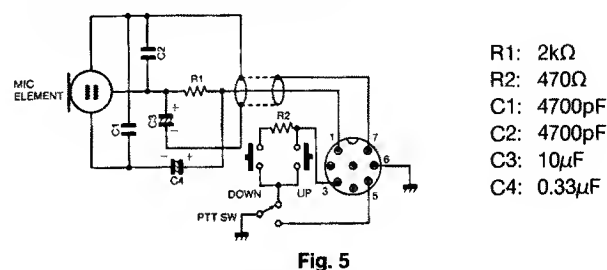 MIC
ELEMENT
C1
C2
C3
+
-
R1
-
+
C4
R2
DOWN
UP
PTT SW
1
7
6
3
5
R1: 2kΩ
R2: 470Ω
C1: 4700pF
C2: 4700pF
C3: 10µF
C4: 0.33µF
Fig. 5